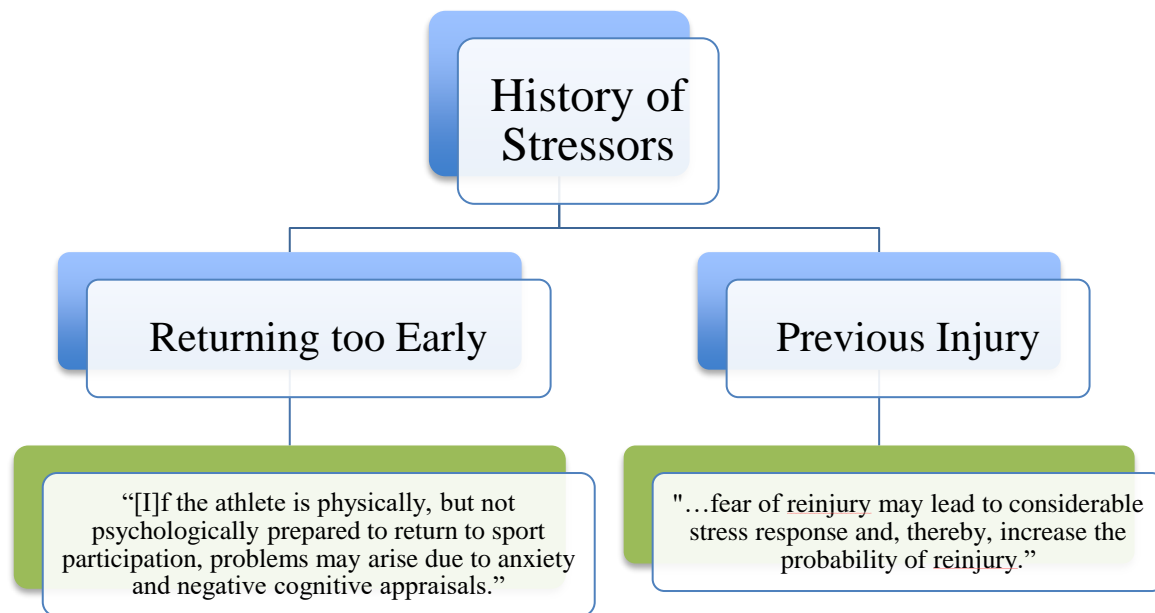 History of
Stressors
Returning too Early
Previous Injury
“[I]f the athlete is physically, but not
psychologically prepared to return to sport
participation, problems may arise due to anxiety
and negative cognitive appraisals.”
"…fear of reinjury may lead to considerable
stress response and, thereby, increase the
probability of reinjury.”